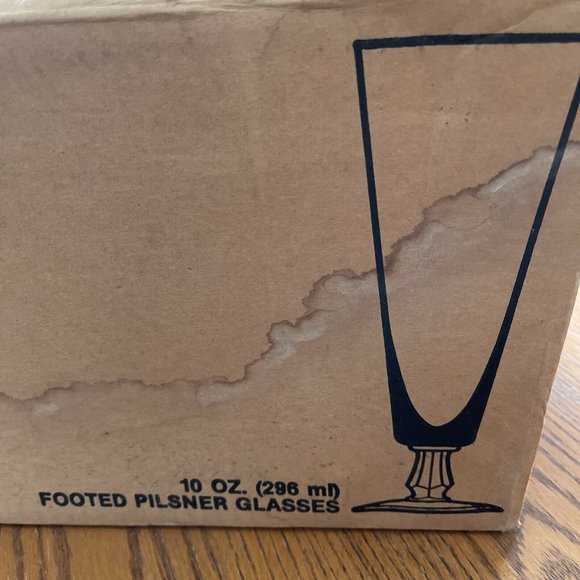 10 OZ. (296 ml)
FOOTED PILSNER GLASSES